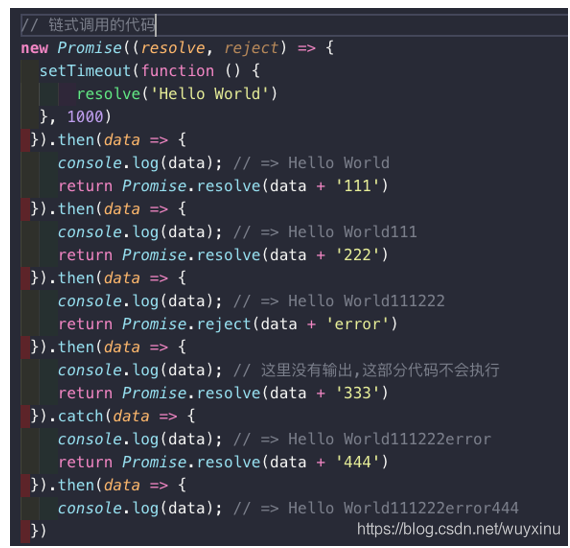 // 链式调用的代码
new Promise((resolve, reject) => {
  setTimeout(function () {
      resolve('Hello World')
  }, 1000)
 }).then(data => {
    console.log(data); // => Hello World
    return Promise.resolve(data + '111')
 }).then(data => {
    console.log(data); // => Hello World111
    return Promise.resolve(data + '222')
 }).then(data => {
    console.log(data); // => Hello World111222
    return Promise.reject(data + 'error')
 }).then(data => {
    console.log(data); // 这里没有输出,这部分代码不会执行
    return Promise.resolve(data + '333')
 }).catch(data => {
    console.log(data); // => Hello World111222error
    return Promise.resolve(data + '444')
 }).then(data => {
    console.log(data); // => Hello World111222error444
 })
https://blog.csdn.net/wuyxinu